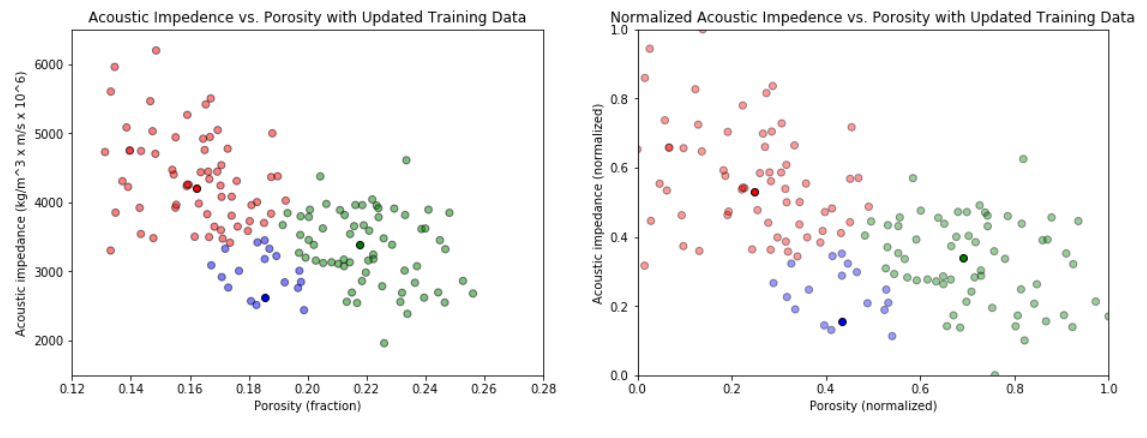 Acoustic Impedence vs. Porosity with Updated Training Data
Acoustic impedance (kg/m^3 x m/s x 10^6)
6000
5000
4000
3000
2000
0.12 0.14 0.16 0.18 0.20 0.22 0.24 0.26 0.28
Porosity (fraction)
Normalized Acoustic Impedence vs. Porosity with Updated Training Data
Acoustic impedance (normalized)
1.0
0.8
0.6
0.4
0.2
0.0
0.0 0.2 0.4 0.6 0.8 1.0
Porosity (normalized)